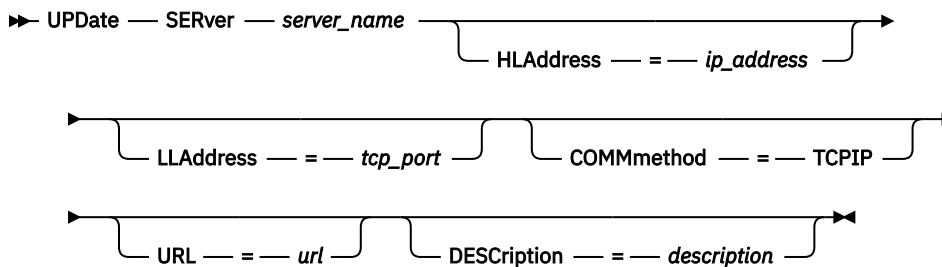 UPDate SERver server_name
HLAddress = ip_address
LLAddress = tcp_port COMMmethod = TCPIP
URL = url DESCription = description